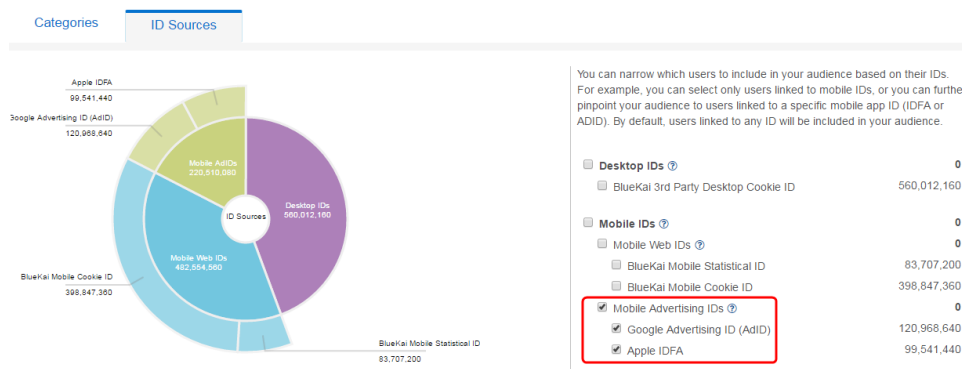 Categories
ID Sources
Apple IDFA
99,541,440
Google Advertising ID (AdID)
120,968,640
Mobile AdIDs
220,510,080
Desktop IDs
560,012,160
ID Sources
Mobile Web IDs
482,554,560
BlueKai Mobile Cookie ID
398,847,360
BlueKai Mobile Statistical ID
83,707,200
You can narrow which users to include in your audience based on their IDs.
For example, you can select only users linked to mobile IDs, or you can furthe
pinpoint your audience to users linked to a specific mobile app ID (IDFA or
ADID). By default, users linked to any ID will be included in your audience.
Desktop IDs ? 0
BlueKai 3rd Party Desktop Cookie ID 560,012,160
Mobile IDs ? 0
Mobile Web IDs ? 0
BlueKai Mobile Statistical ID 83,707,200
BlueKai Mobile Cookie ID 398,847,360
Mobile Advertising IDs ? 0
Google Advertising ID (AdID) 120,968,640
Apple IDFA 99,541,440